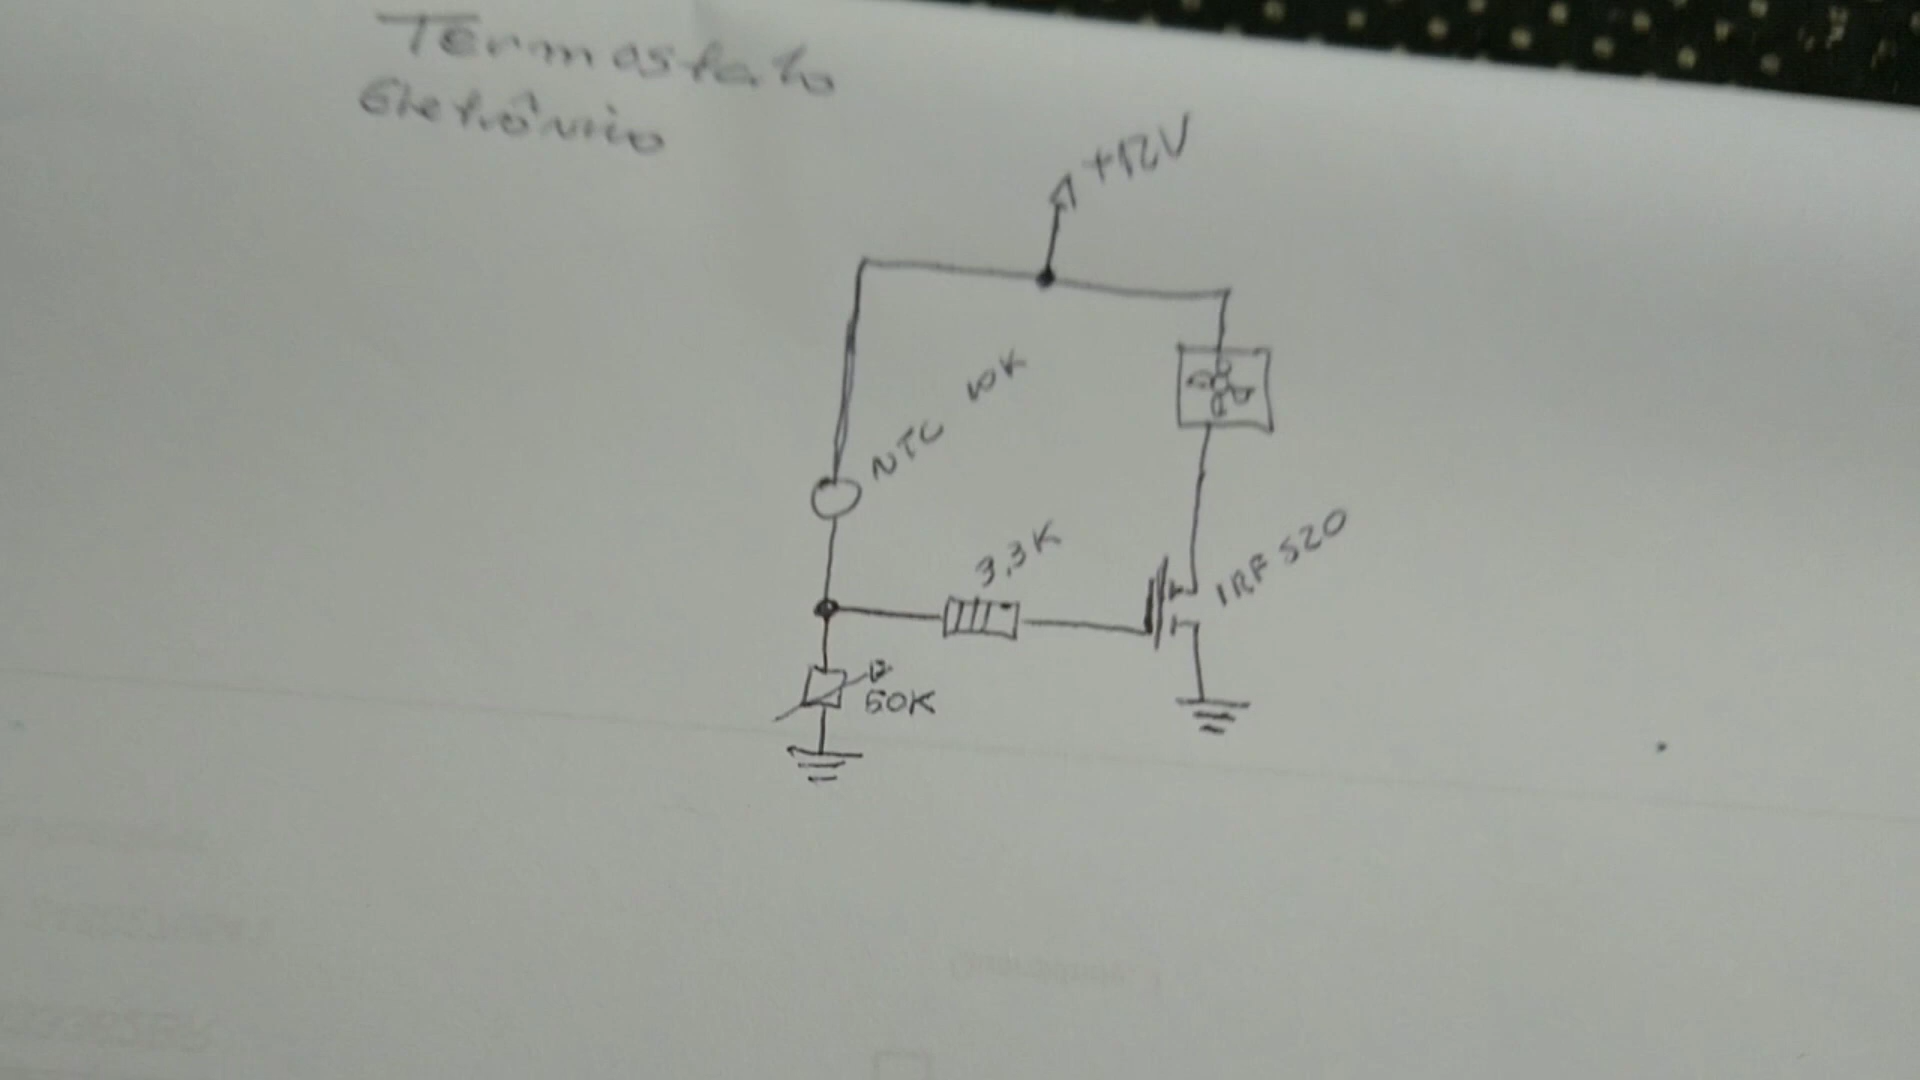 Termostato
Eletrônico
+12V
NTC 10K
3,3K
IRF 520
50K